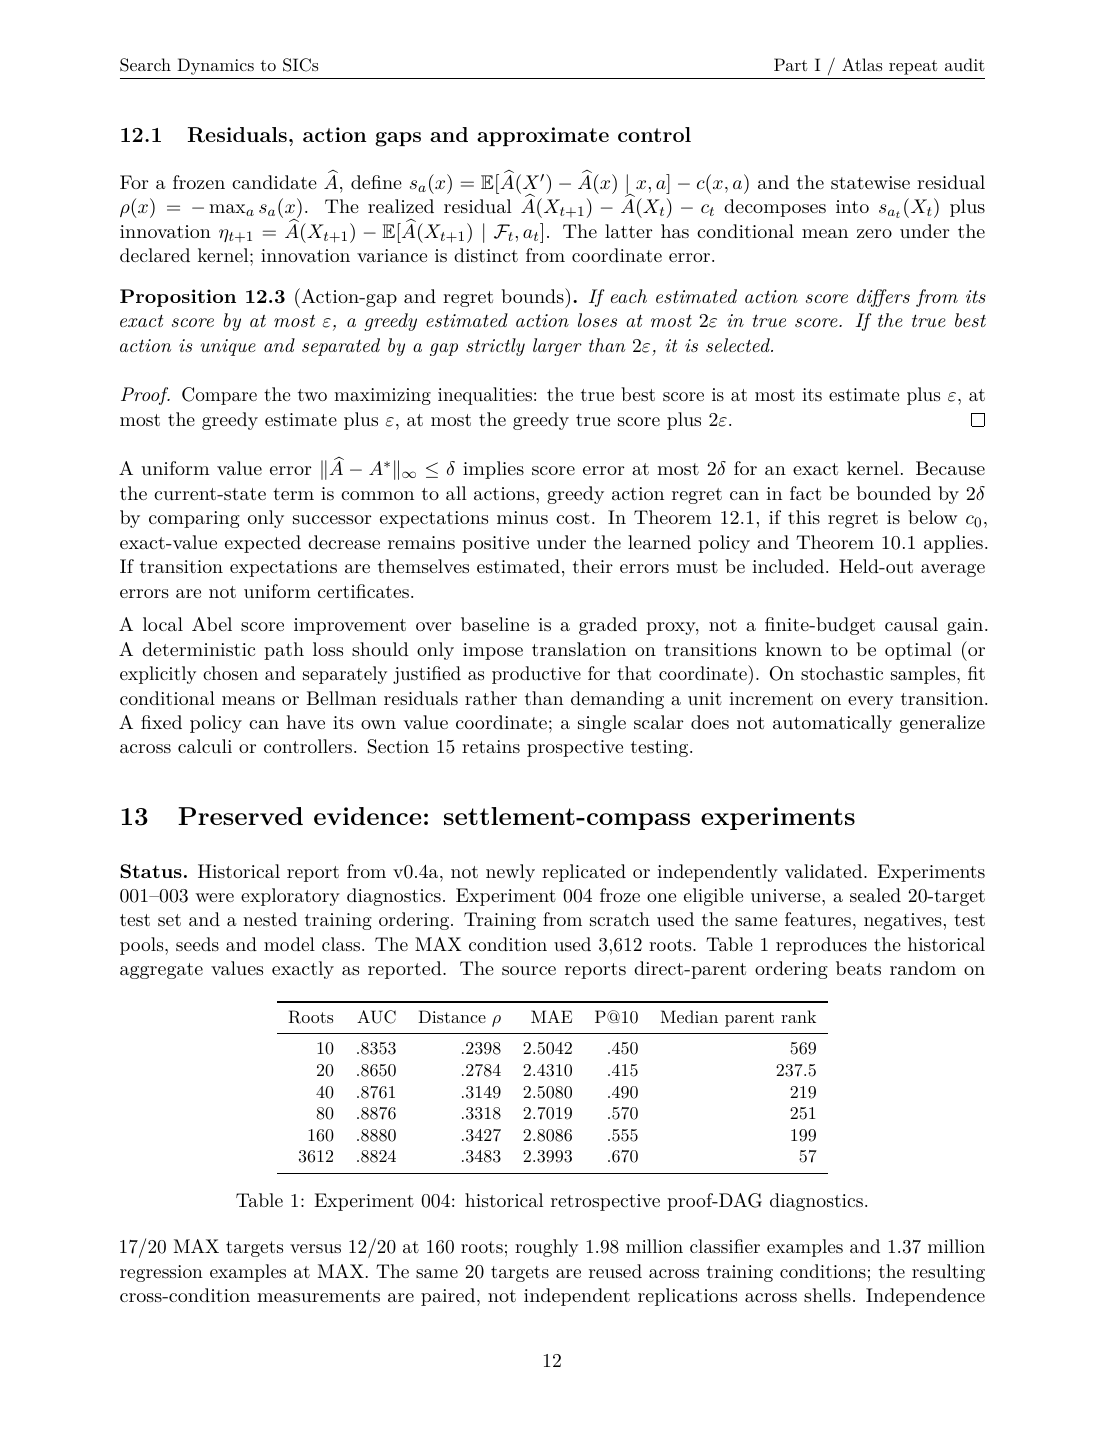 Search Dynamics to SICs Part I / Atlas repeat audit
12.1 Residuals, action gaps and approximate control
For a frozen candidate Â, define sₐ(x) = 𝔼[Â(X′) − Â(x) | x, a] − c(x, a) and the statewise residual
ρ(x) = − maxₐ sₐ(x). The realized residual Â(Xₜ₊₁) − Â(Xₜ) − cₜ decomposes into s_{aₜ}(Xₜ) plus
innovation ηₜ₊₁ = Â(Xₜ₊₁) − 𝔼[Â(Xₜ₊₁) | ℱₜ, aₜ]. The latter has conditional mean zero under the
declared kernel; innovation variance is distinct from coordinate error.
Proposition 12.3 (Action-gap and regret bounds). If each estimated action score differs from its
exact score by at most ε, a greedy estimated action loses at most 2ε in true score. If the true best
action is unique and separated by a gap strictly larger than 2ε, it is selected.
Proof. Compare the two maximizing inequalities: the true best score is at most its estimate plus ε, at
most the greedy estimate plus ε, at most the greedy true score plus 2ε. □
A uniform value error ‖Â − A*‖∞ ≤ δ implies score error at most 2δ for an exact kernel. Because
the current-state term is common to all actions, greedy action regret can in fact be bounded by 2δ
by comparing only successor expectations minus cost. In Theorem 12.1, if this regret is below c₀,
exact-value expected decrease remains positive under the learned policy and Theorem 10.1 applies.
If transition expectations are themselves estimated, their errors must be included. Held-out average
errors are not uniform certificates.
A local Abel score improvement over baseline is a graded proxy, not a finite-budget causal gain.
A deterministic path loss should only impose translation on transitions known to be optimal (or
explicitly chosen and separately justified as productive for that coordinate). On stochastic samples, fit
conditional means or Bellman residuals rather than demanding a unit increment on every transition.
A fixed policy can have its own value coordinate; a single scalar does not automatically generalize
across calculi or controllers. Section 15 retains prospective testing.
13 Preserved evidence: settlement-compass experiments
Status. Historical report from v0.4a, not newly replicated or independently validated. Experiments
001–003 were exploratory diagnostics. Experiment 004 froze one eligible universe, a sealed 20-target
test set and a nested training ordering. Training from scratch used the same features, negatives, test
pools, seeds and model class. The MAX condition used 3,612 roots. Table 1 reproduces the historical
aggregate values exactly as reported. The source reports direct-parent ordering beats random on
Roots AUC Distance ρ MAE P@10 Median parent rank
10 .8353 .2398 2.5042 .450 569
20 .8650 .2784 2.4310 .415 237.5
40 .8761 .3149 2.5080 .490 219
80 .8876 .3318 2.7019 .570 251
160 .8880 .3427 2.8086 .555 199
3612 .8824 .3483 2.3993 .670 57
Table 1: Experiment 004: historical retrospective proof-DAG diagnostics.
17/20 MAX targets versus 12/20 at 160 roots; roughly 1.98 million classifier examples and 1.37 million
regression examples at MAX. The same 20 targets are reused across training conditions; the resulting
cross-condition measurements are paired, not independent replications across shells. Independence
12